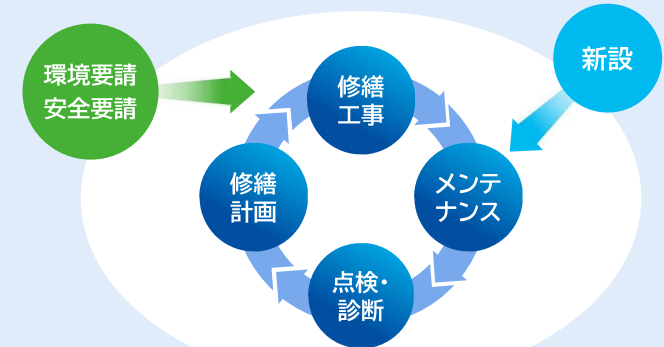 環境要請
安全要請
新設
修繕
工事
メンテ
ナンス
点検・
診断
修繕
計画